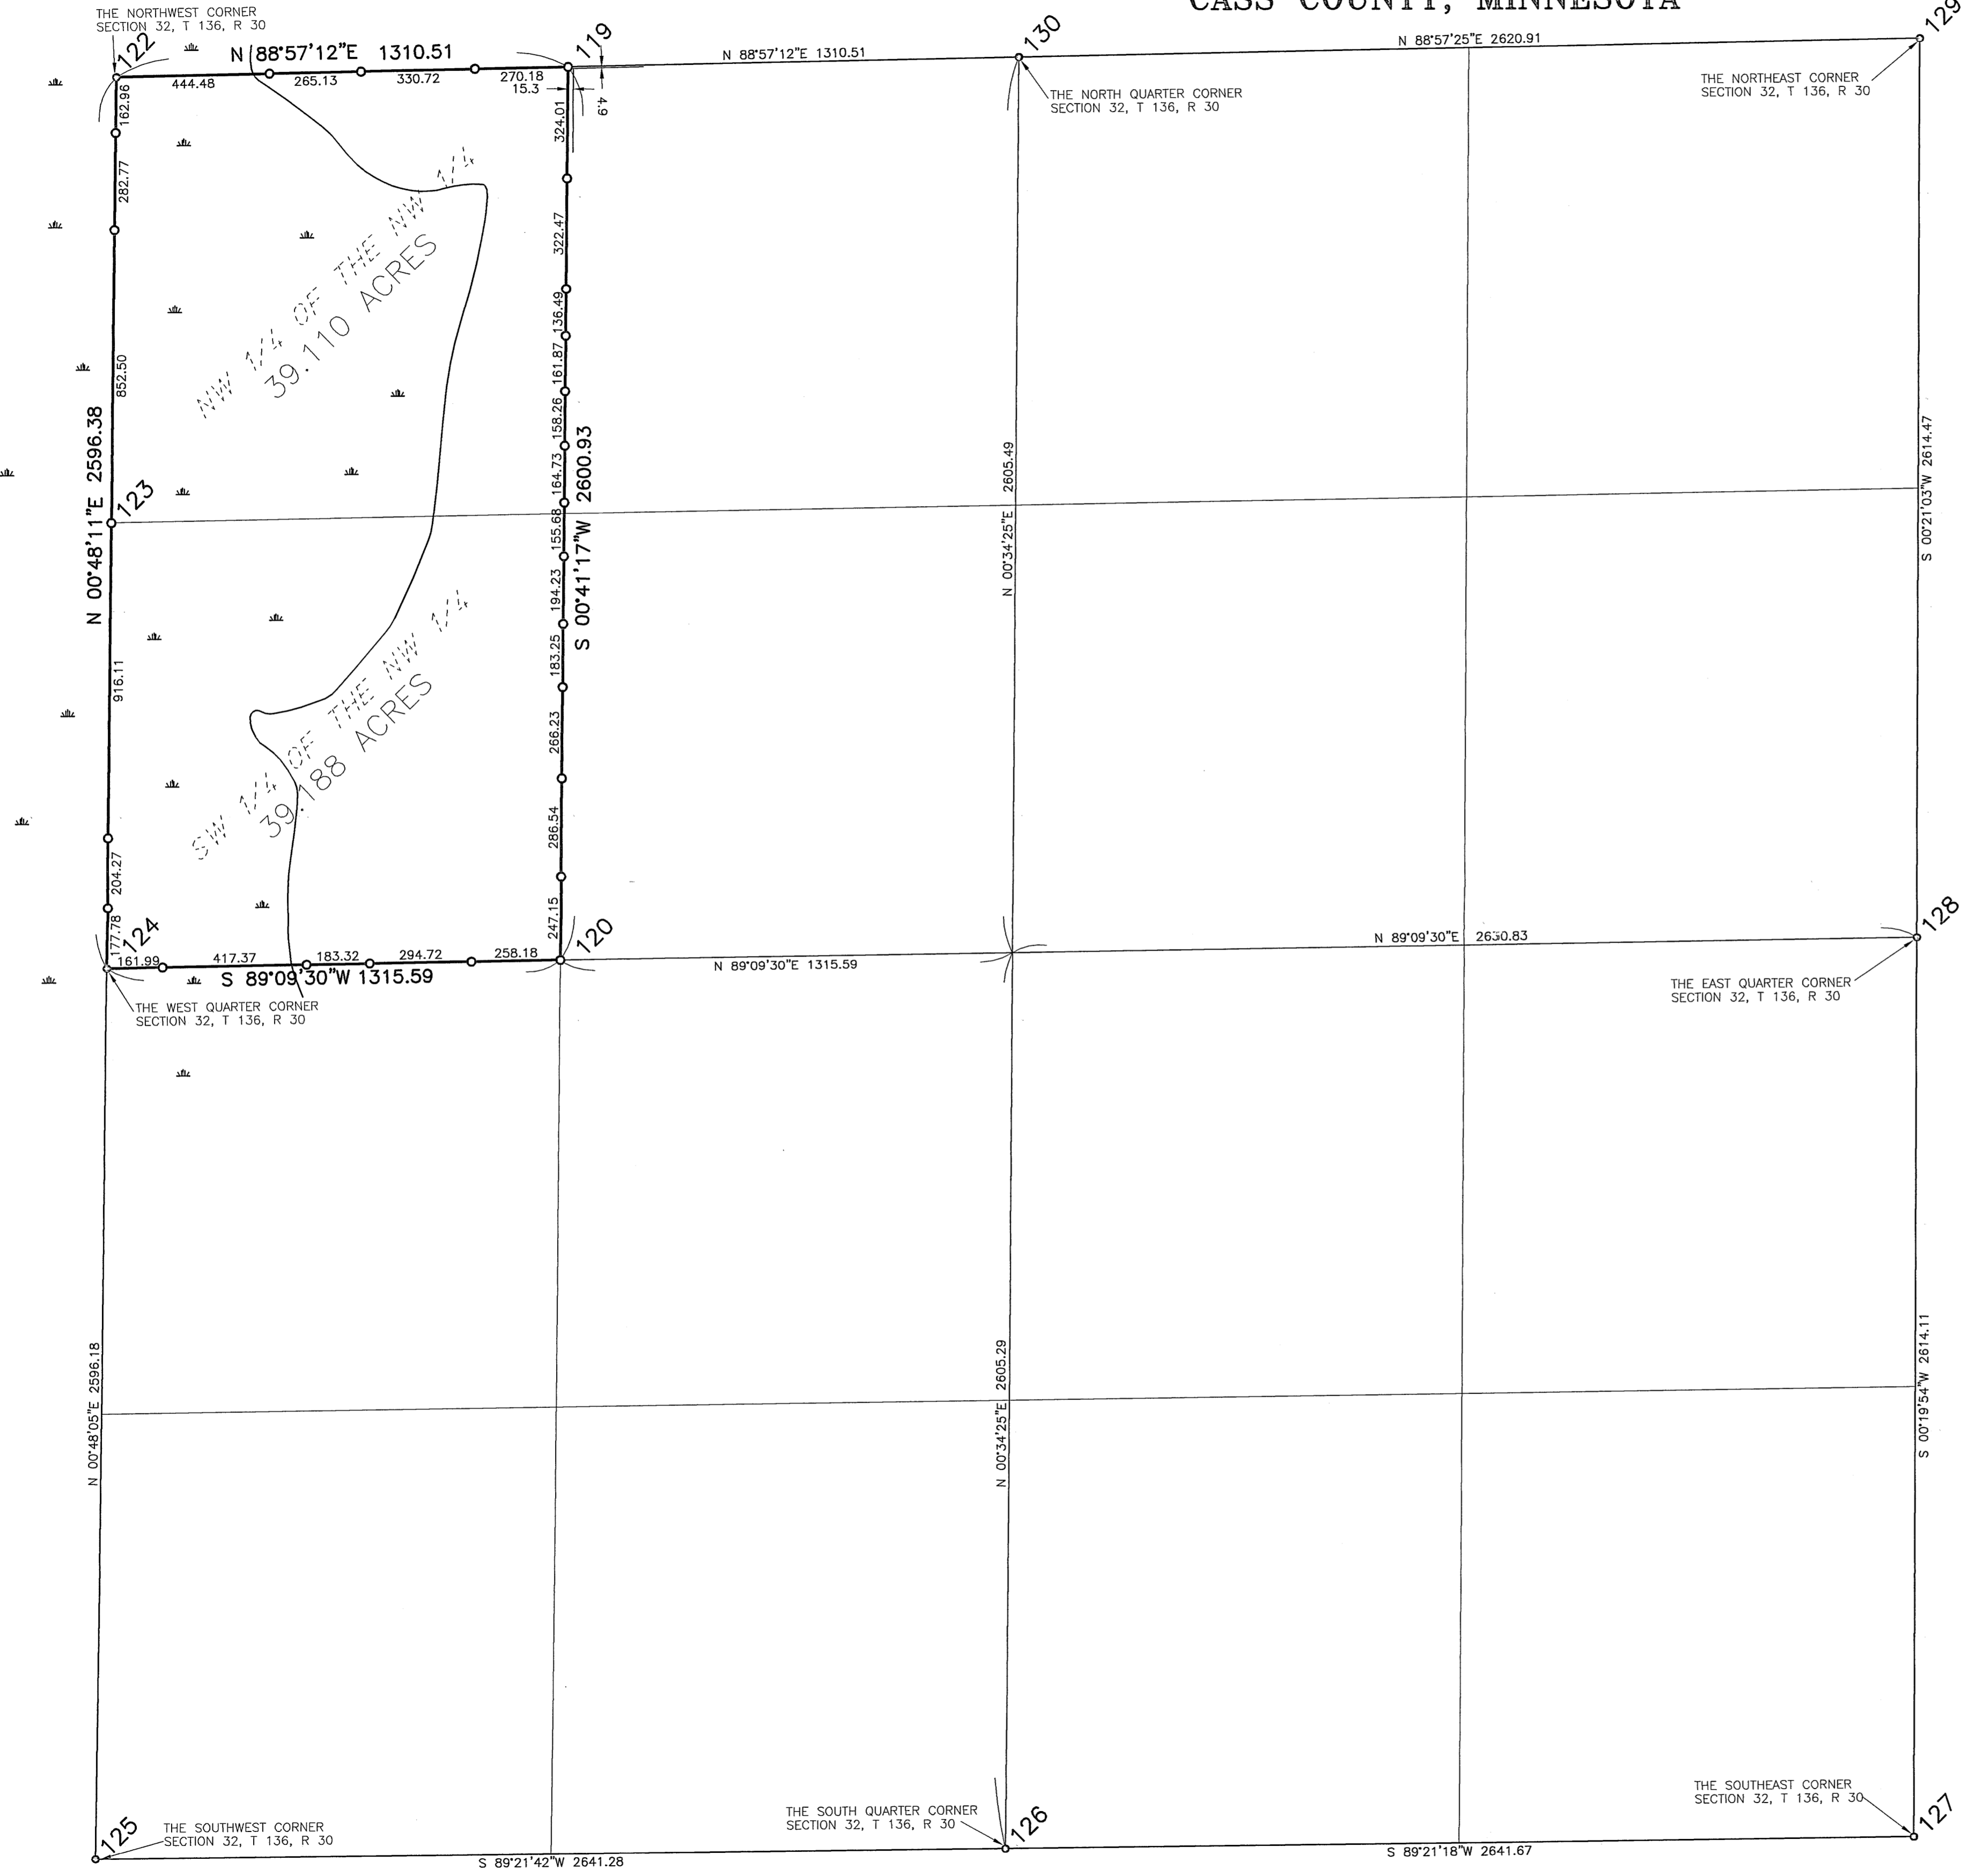 CASS COUNTY, MINNESOTA
THE NORTHWEST CORNER
SECTION 32, T 136, R 30
122
N 88°57'12"E 1310.51
444.48
265.13
330.72
270.18
15.3
4.9
119
N 88°57'12"E 1310.51
130
THE NORTH QUARTER CORNER
SECTION 32, T 136, R 30
N 88°57'25"E 2620.91
129
THE NORTHEAST CORNER
SECTION 32, T 136, R 30
162.96
282.77
852.50
N 00°48'11"E 2596.38
123
916.11
204.27
177.78
NW 1/4 OF THE NW 1/4
39.110 ACRES
SW 1/4 OF THE NW 1/4
39.188 ACRES
324.01
322.47
136.49
161.87
158.26
164.73
155.68
194.23
183.25
266.23
286.54
247.15
S 00°41'17"W 2600.93
N 00°34'25"E 2605.49
S 00°21'03"W 2614.47
124
161.99
417.37
183.32
294.72
258.18
S 89°09'30"W 1315.59
120
THE WEST QUARTER CORNER
SECTION 32, T 136, R 30
N 89°09'30"E 1315.59
N 89°09'30"E
128
THE EAST QUARTER CORNER
SECTION 32, T 136, R 30
N 00°48'05"E 2596.18
N 00°34'25"E 2605.29
S 00°19'54"W 2614.11
125
THE SOUTHWEST CORNER
SECTION 32, T 136, R 30
S 89°21'42"W 2641.28
THE SOUTH QUARTER CORNER
SECTION 32, T 136, R 30
126
S 89°21'18"W 2641.67
THE SOUTHEAST CORNER
SECTION 32, T 136, R 30
127